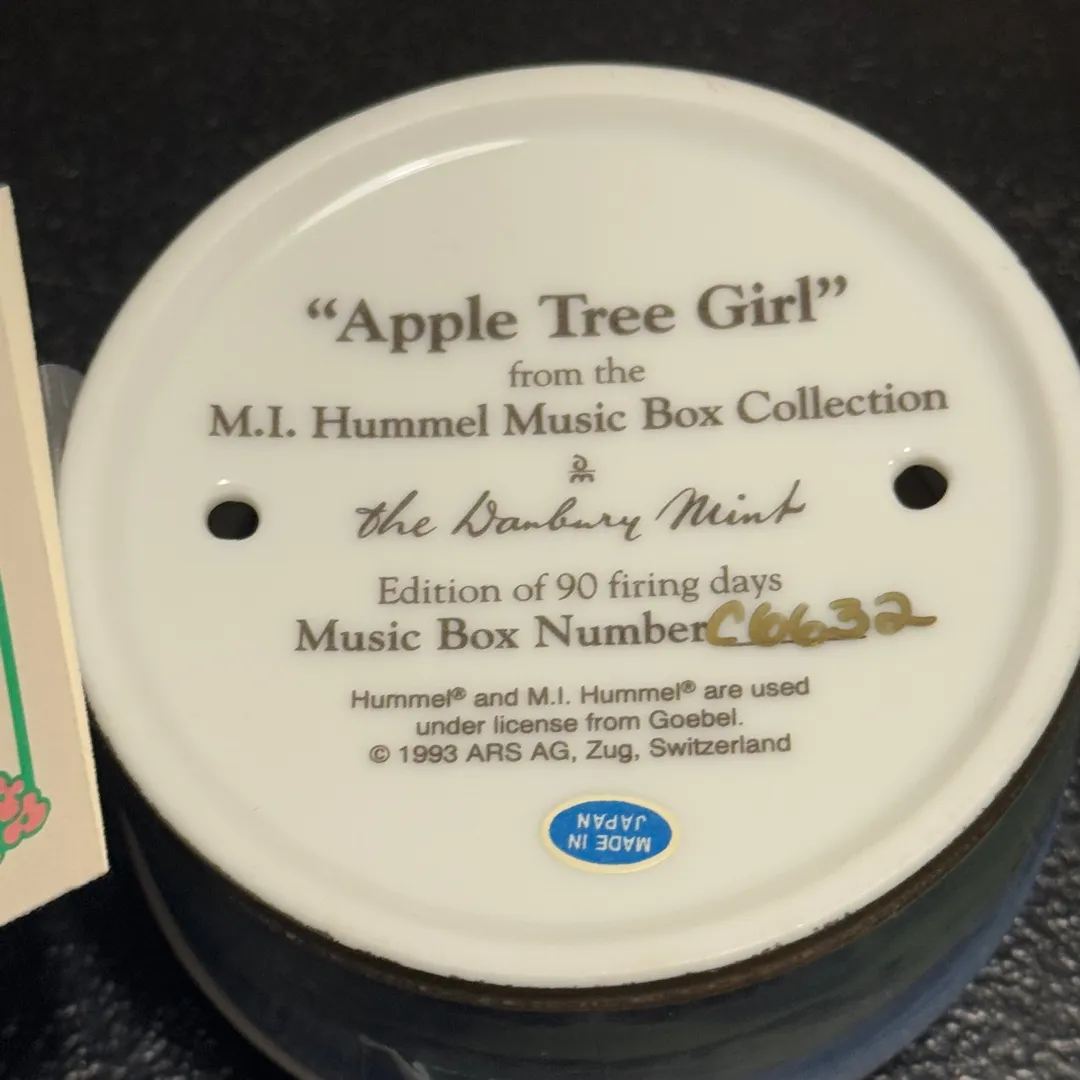 “Apple Tree Girl”
from the
M.I. Hummel Music Box Collection
the Danbury Mint
Edition of 90 firing days
Music Box Number C6632
Hummel® and M.I. Hummel® are used
under license from Goebel.
© 1993 ARS AG, Zug, Switzerland
MADE IN
JAPAN